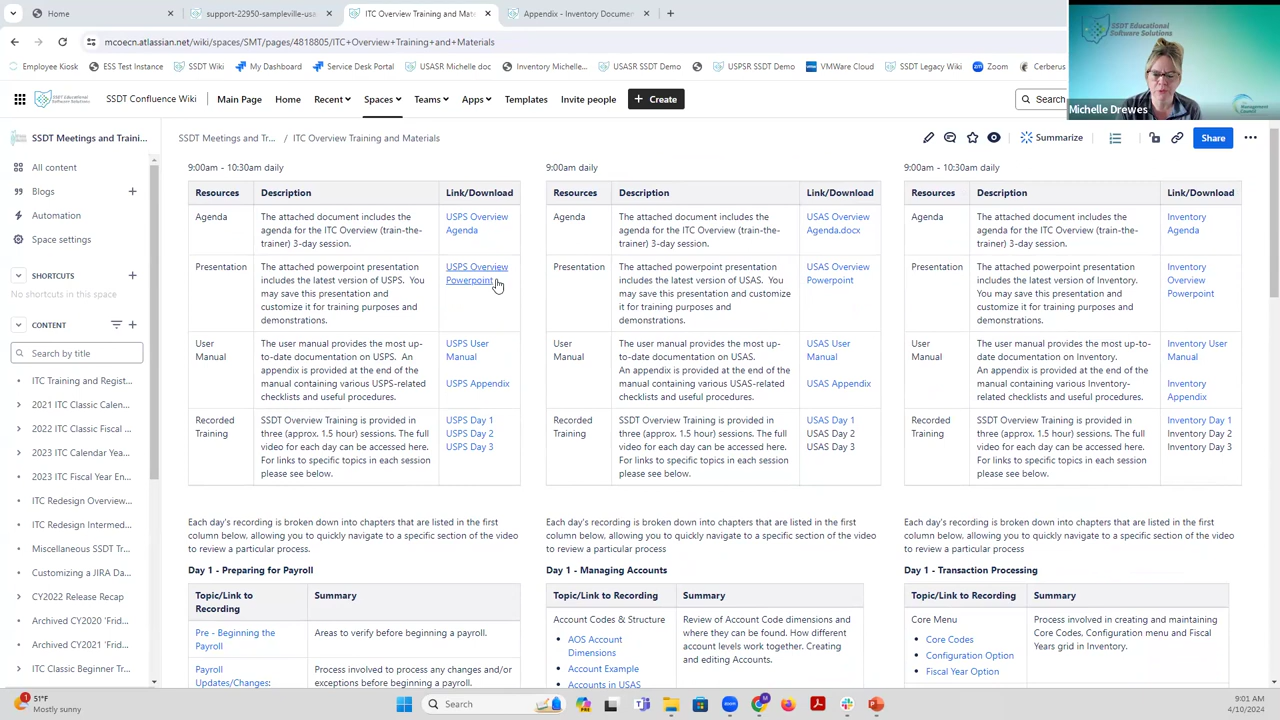 Home
support-22950-sampleville-use
ITC Overview Training and Mate
Appendix - Inventory Documen
mcoecn.atlassian.net/wiki/spaces/SMT/pages/4818805/ITC+Overview+Training+and+Materials
Employee Kiosk
ESS Test Instance
SSDT Wiki
My Dashboard
Service Desk Portal
USASR Michelle doc
Inventory Michelle...
USASR SSDT Demo
USPSR SSDT Demo
VMWare Cloud
SSDT Legacy Wiki
Zoom
Cerberus
SSDT Educational
Software Solutions
Management
Council
Michelle Drewes
SSDT Confluence Wiki
Main Page
Home
Recent
Spaces
Teams
Apps
Templates
Invite people
+ Create
Search
SSDT Meetings and Traini...
SSDT Meetings and Tr... / ITC Overview Training and Materials
Summarize
Share
All content
Blogs
Automation
Space settings
SHORTCUTS
No shortcuts in this space
CONTENT
Search by title
ITC Training and Regist...
2021 ITC Classic Calen...
2022 ITC Classic Fiscal ...
2023 ITC Calendar Yea...
2023 ITC Fiscal Year En...
ITC Redesign Overview...
ITC Redesign Intermed...
Miscellaneous SSDT Tr...
Customizing a JIRA Da...
CY2022 Release Recap
Archived CY2020 'Frid...
Archived CY2021 'Frid...
ITC Classic Beginner Tr...
9:00am - 10:30am daily
Resources
Description
Link/Download
Agenda
The attached document includes the
agenda for the ITC Overview (train-the-
trainer) 3-day session.
USPS Overview
Agenda
Presentation
The attached powerpoint presentation
includes the latest version of USPS. You
may save this presentation and
customize it for training purposes and
demonstrations.
USPS Overview
Powerpoint
User
Manual
The user manual provides the most up-
to-date documentation on USPS. An
appendix is provided at the end of the
manual containing various USPS-related
checklists and useful procedures.
USPS User
Manual
USPS Appendix
Recorded
Training
SSDT Overview Training is provided in
three (approx. 1.5 hour) sessions. The full
video for each day can be accessed here.
For links to specific topics in each session
please see below.
USPS Day 1
USPS Day 2
USPS Day 3
Each day's recording is broken down into chapters that are listed in the first
column below, allowing you to quickly navigate to a specific section of the video
to review a particular process.
Day 1 - Preparing for Payroll
Topic/Link to
Recording
Summary
Pre - Beginning the
Payroll
Areas to verify before beginning a payroll.
Payroll
Updates/Changes:
Process involved to process any changes and/or
exceptions before beginning a payroll.
9:00am daily
Resources
Description
Link/Download
Agenda
The attached document includes the
agenda for the ITC Overview (train-the-
trainer) 3-day session.
USAS Overview
Agenda.docx
Presentation
The attached powerpoint presentation
includes the latest version of USAS. You
may save this presentation and customize
it for training purposes and
demonstrations.
USAS Overview
Powerpoint
User
Manual
The user manual provides the most up-
to-date documentation on USAS.
An appendix is provided at the end of the
manual containing various USAS-related
checklists and useful procedures.
USAS User
Manual
USAS Appendix
Recorded
Training
SSDT Overview Training is provided in
three (approx. 1.5 hour) sessions. The full
video for each day can be accessed here.
For links to specific topics in each session
please see below.
USAS Day 1
USAS Day 2
USAS Day 3
Each day's recording is broken down into chapters that are listed in the first
column below, allowing you to quickly navigate to a specific section of the video
to review a particular process
Day 1 - Managing Accounts
Topic/Link to Recording
Summary
Account Codes & Structure
AOS Account
Dimensions
Account Example
Accounts in USAS
Review of Account Code dimensions and
where they can be found. How different
account levels work together. Creating
and editing Accounts.
9:00am - 10:30am daily
Resources
Description
Link/Download
Agenda
The attached document includes the
agenda for the ITC Overview (train-the-
trainer) 3-day session.
Inventory
Agenda
Presentation
The attached powerpoint presentation
includes the latest version of Inventory.
You may save this presentation and
customize it for training purposes and
demonstrations.
Inventory
Overview
Powerpoint
User
Manual
The user manual provides the most up-
to-date documentation on Inventory.
An appendix is provided at the end of the
manual containing various Inventory-
related checklists and useful procedures.
Inventory User
Manual
Inventory
Appendix
Recorded
Training
SSDT Overview Training is provided in
three (approx. 1.5 hour) sessions. The full
video for each day can be accessed here.
For links to specific topics in each session
please see below.
Inventory Day 1
Inventory Day 2
Inventory Day 3
Each day's recording is broken down into chapters that are listed in the first
column below, allowing you to quickly navigate to a specific section of the video
to review a particular process
Day 1 - Transaction Processing
Topic/Link to Recording
Summary
Core Menu
Core Codes
Configuration Option
Fiscal Year Option
Process involved in creating and maintaining
Core Codes, Configuration menu and Fiscal
Years grid in Inventory.
1
51°F
Mostly sunny
Search
9:01 AM
4/10/2024